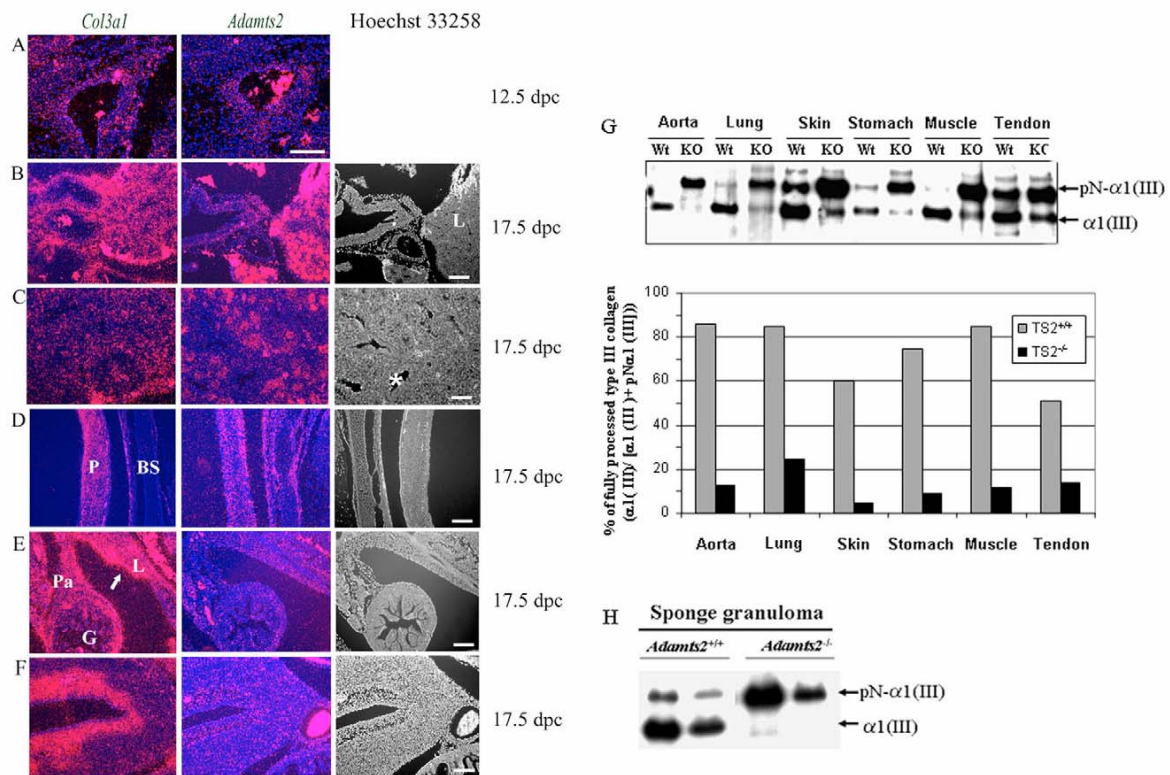 Col3a1 Adamts2 Hoechst 33258
A
12.5 dpc
B
L
17.5 dpc
C
*
17.5 dpc
D
P BS
17.5 dpc
E
Pa L
G
17.5 dpc
F
17.5 dpc
G
Aorta Lung Skin Stomach Muscle Tendon
Wt KO Wt KO Wt KO Wt KO Wt KO Wt KO
pN-α1(III)
α1(III)
% of fully processed type III collagen
(α1(III)/ [α1 (III)+ pNα1 (III)])
100
80
60
40
20
0
TS2+/+
TS2-/-
Aorta Lung Skin Stomach Muscle Tendon
H
Sponge granuloma
Adamts2+/+ Adamts2-/-
pN-α1(III)
α1(III)